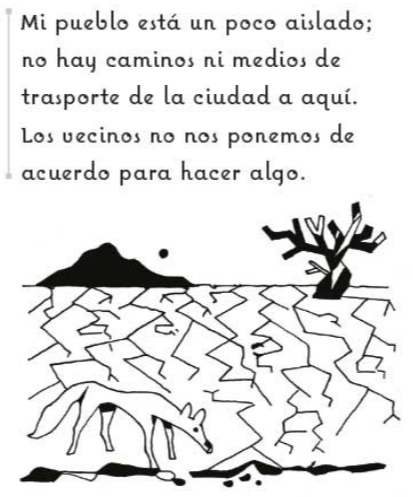 Mi pueblo está un poco aislado;
no hay caminos ni medios de
trasporte de la ciudad a aquí.
Los vecinos no nos ponemos de
acuerdo para hacer algo.